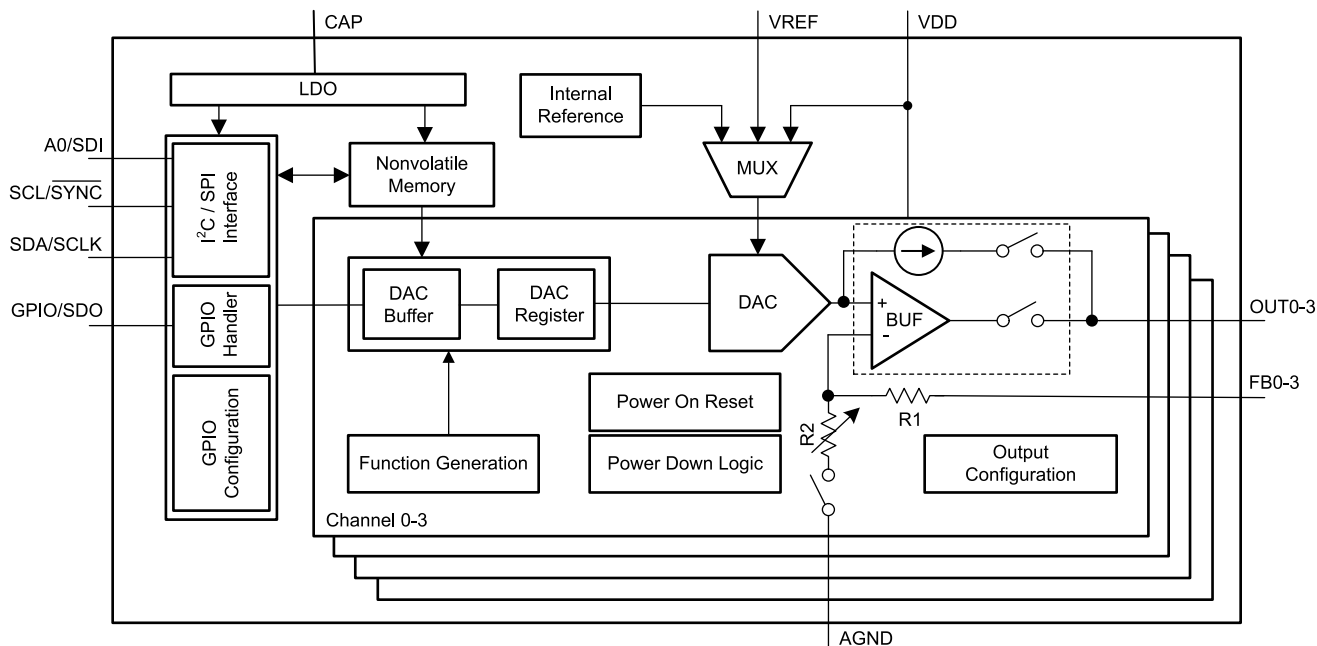 CAP
VREF
VDD
LDO
Internal
Reference
A0/SDI
SCL/SYNC
SDA/SCLK
GPIO/SDO
I²C / SPI
Interface
GPIO
Handler
GPIO
Configuration
Nonvolatile
Memory
MUX
DAC
Buffer
DAC
Register
DAC
+
BUF
-
OUT0-3
FB0-3
R1
R2
Function Generation
Power On Reset
Power Down Logic
Output
Configuration
Channel 0-3
AGND